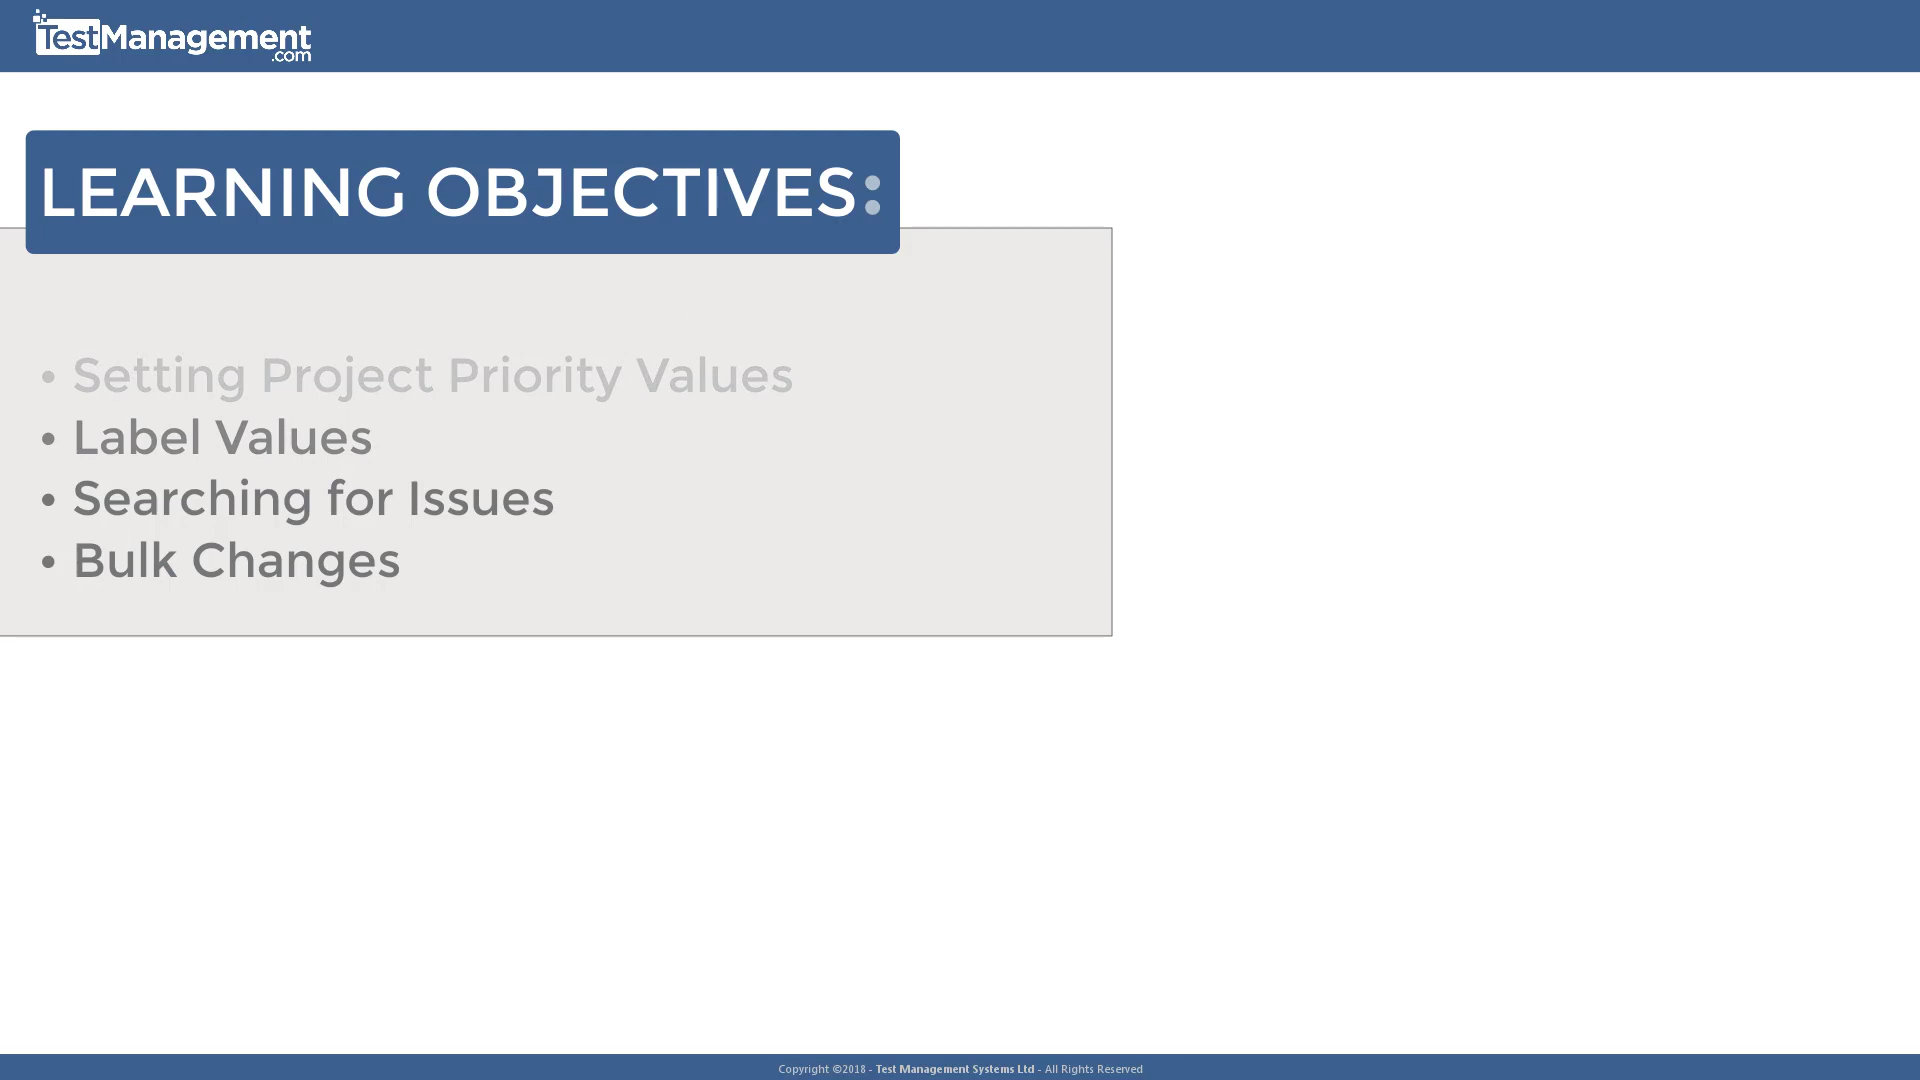 TestManagement
.com
LEARNING OBJECTIVES:
• Setting Project Priority Values
• Label Values
• Searching for Issues
• Bulk Changes
Copyright ©2018 - Test Management Systems Ltd - All Rights Reserved